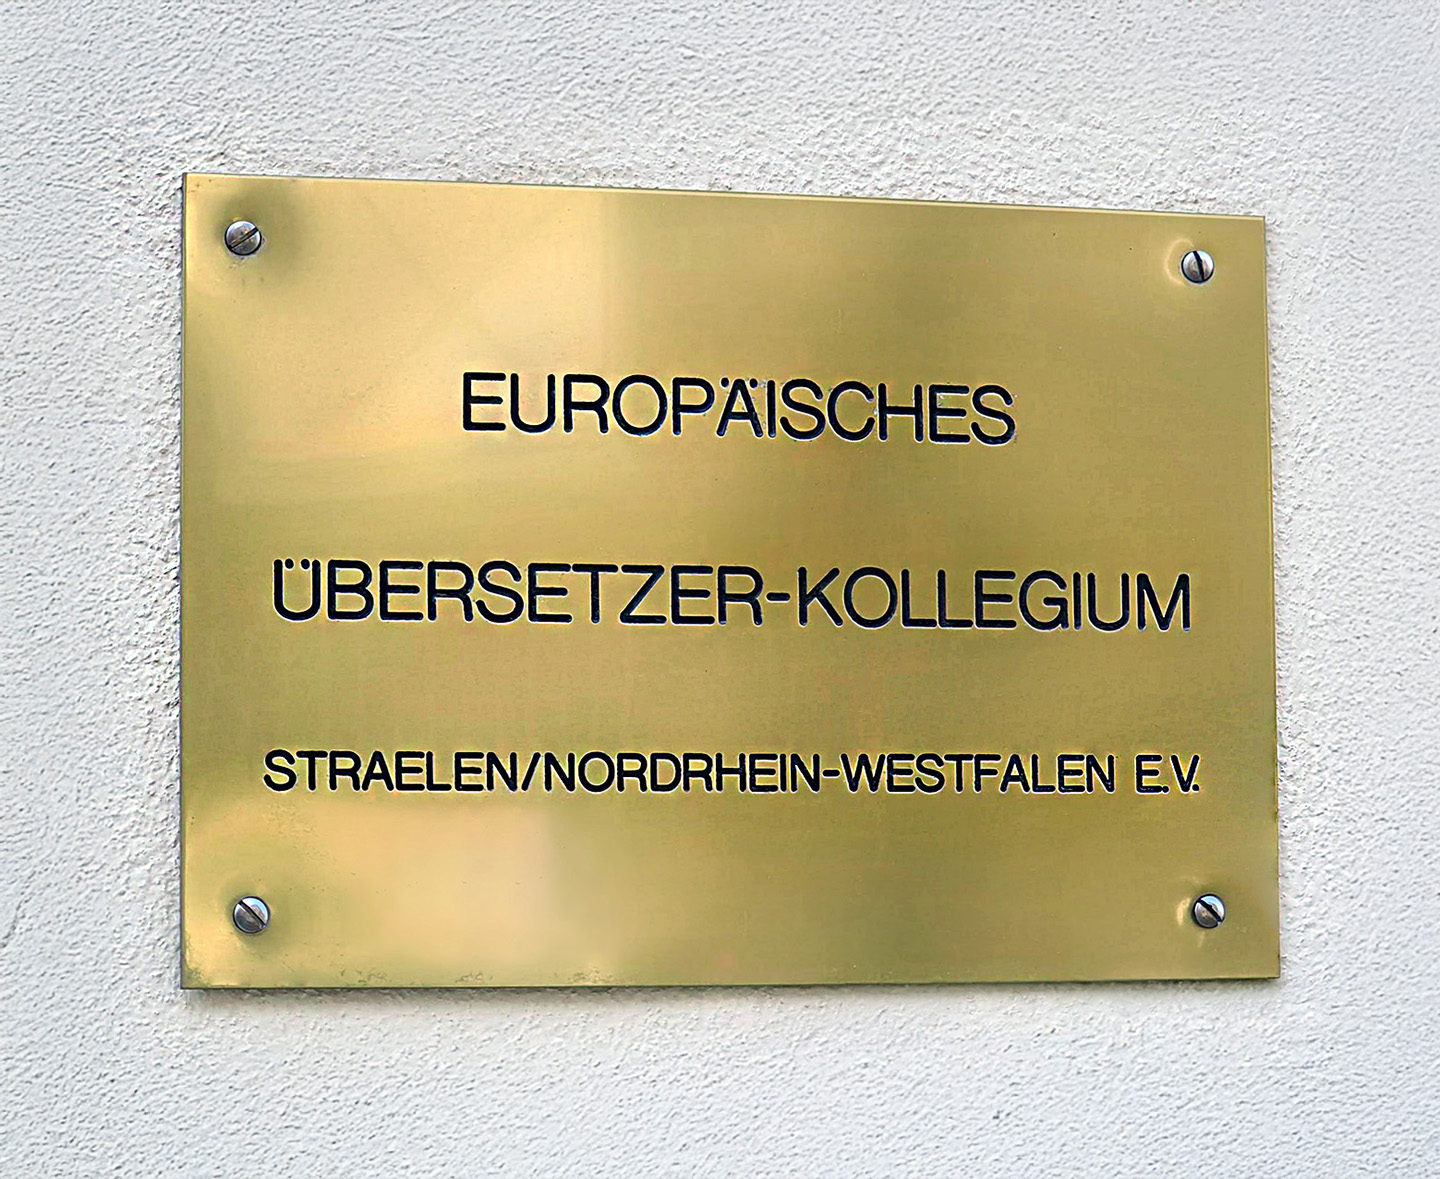 EUROPÄISCHES
ÜBERSETZER-KOLLEGIUM
STRAELEN/NORDRHEIN-WESTFALEN E.V.